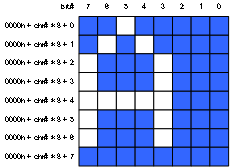 bit# 7 6 5 4 3 2 1 0
0000h + chr# * 8 + 0
0000h + chr# * 8 + 1
0000h + chr# * 8 + 2
0000h + chr# * 8 + 3
0000h + chr# * 8 + 4
0000h + chr# * 8 + 5
0000h + chr# * 8 + 6
0000h + chr# * 8 + 7